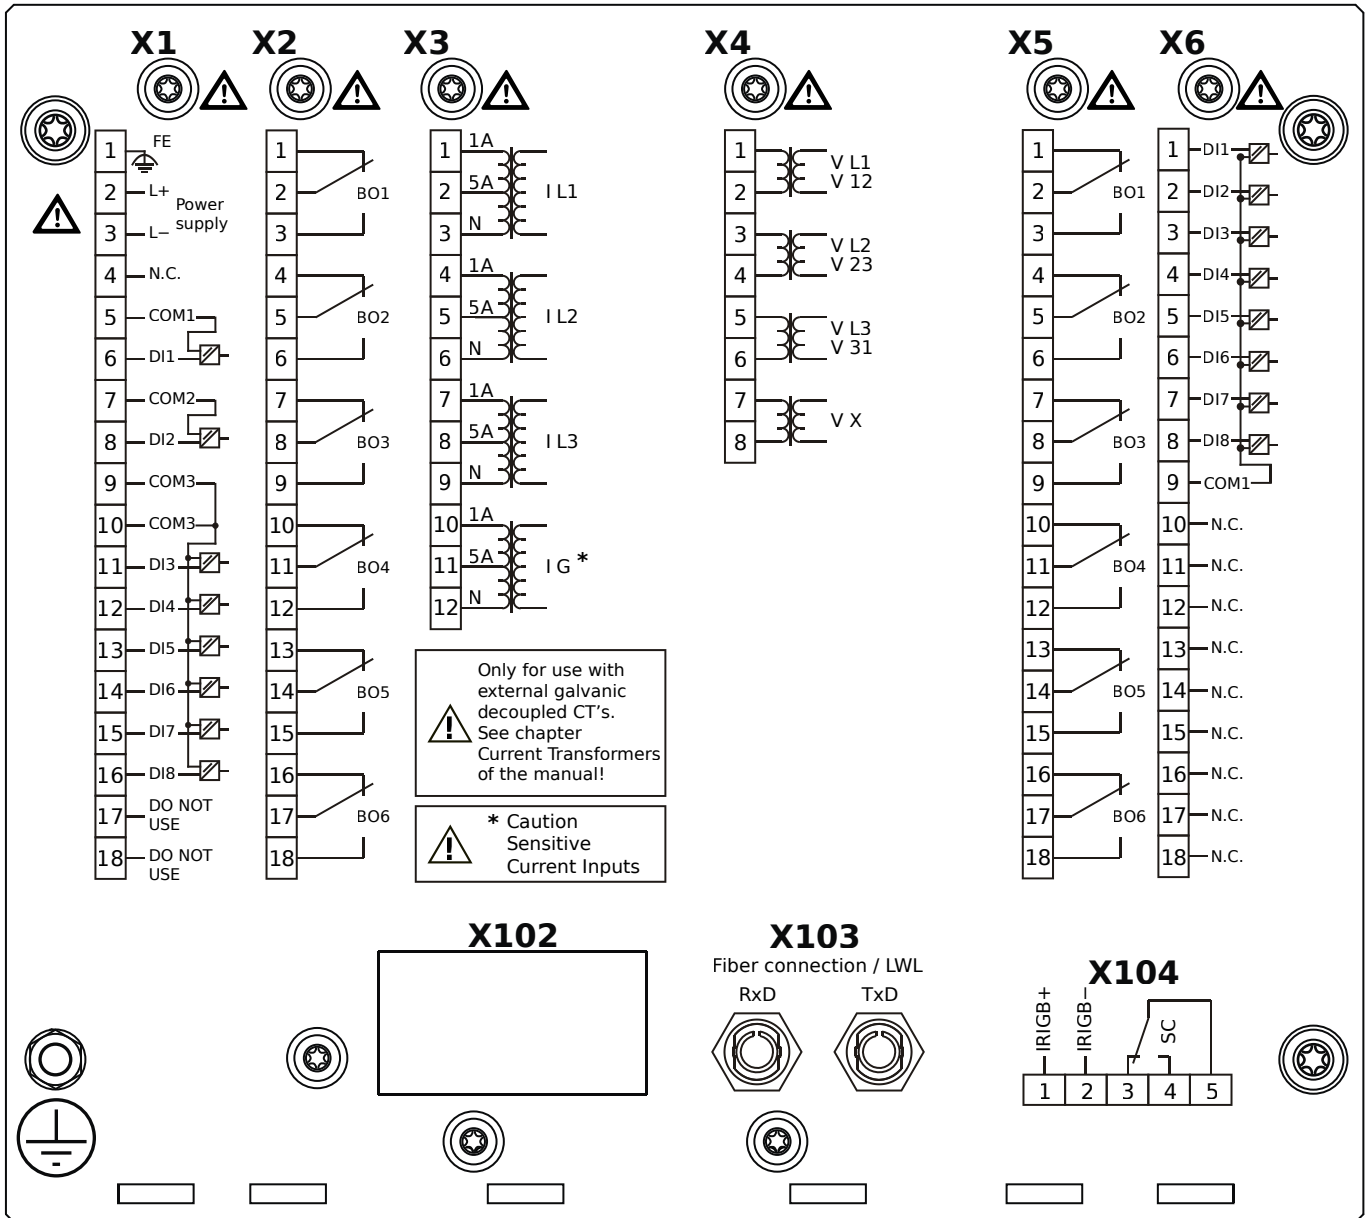 X1 X2 X3 X4 X5 X6
1 FE
2 L+
Power
supply
3 L−
4 N.C.
5 COM1
6 DI1
7 COM2
8 DI2
9 COM3
10 COM3
11 DI3
12 DI4
13 DI5
14 DI6
15 DI7
16 DI8
17 DO NOT
USE
18 DO NOT
USE
1
2 BO1
3
4
5 BO2
6
7
8 BO3
9
10
11 BO4
12
13
14 BO5
15
16
17 BO6
18
1 1A
2 5A I L1
3 N
4 1A
5 5A I L2
6 N
7 1A
8 5A I L3
9 N
10 1A
11 5A I G *
12 N
Only for use with
external galvanic
decoupled CT's.
See chapter
Current Transformers
of the manual!
* Caution
Sensitive
Current Inputs
1 V L1
2 V 12
3 V L2
4 V 23
5 V L3
6 V 31
7 V X
8
1
2 BO1
3
4
5 BO2
6
7
8 BO3
9
10
11 BO4
12
13
14 BO5
15
16
17 BO6
18
1 DI1
2 DI2
3 DI3
4 DI4
5 DI5
6 DI6
7 DI7
8 DI8
9 COM1
10 N.C.
11 N.C.
12 N.C.
13 N.C.
14 N.C.
15 N.C.
16 N.C.
17 N.C.
18 N.C.
X102
X103
Fiber connection / LWL
RxD TxD
X104
IRIGB+
IRIGB−
SC
1 2 3 4 5